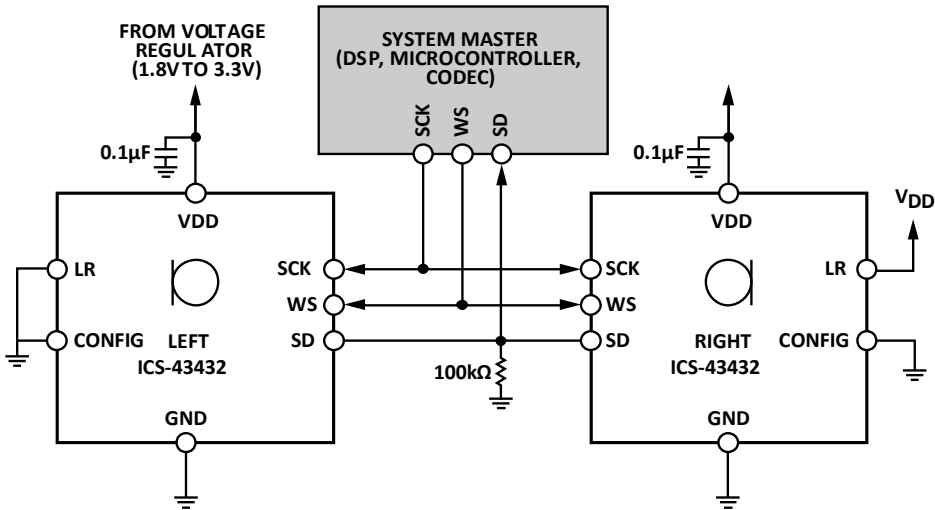 FROM VOLTAGE
REGUL ATOR
(1.8V TO 3.3V)
SYSTEM MASTER
(DSP, MICROCONTROLLER,
CODEC)
SCK
WS
SD
0.1µF
0.1µF
VDD
VDD
VDD
LR
SCK
SCK
LR
WS
WS
CONFIG
LEFT
SD
SD
RIGHT
CONFIG
ICS-43432
ICS-43432
100kΩ
GND
GND